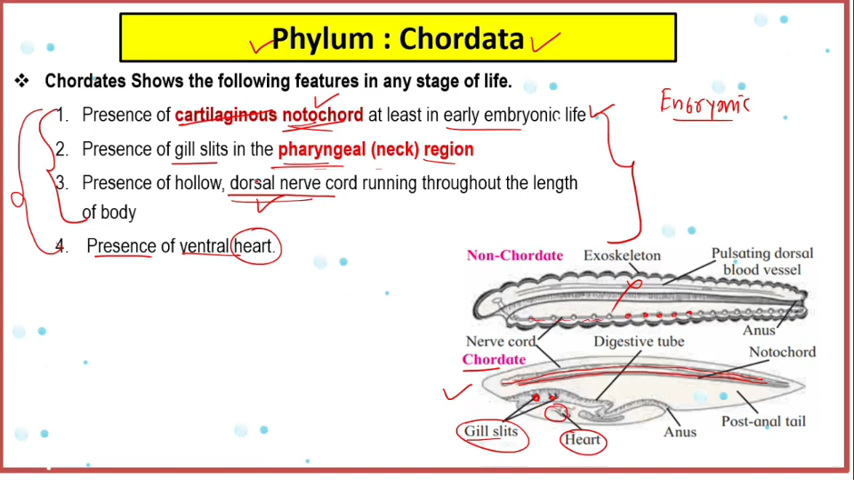 Phylum : Chordata
❖ Chordates Shows the following features in any stage of life.
1. Presence of cartilaginous notochord at least in early embryonic life
Embryonic
2. Presence of gill slits in the pharyngeal (neck) region
3. Presence of hollow, dorsal nerve cord running throughout the length
of body
4. Presence of ventral heart.
Non-Chordate
Exoskeleton
Pulsating dorsal
blood vessel
Nerve cord
Digestive tube
Anus
Chordate
Notochord
Gill slits
Heart
Anus
Post-anal tail